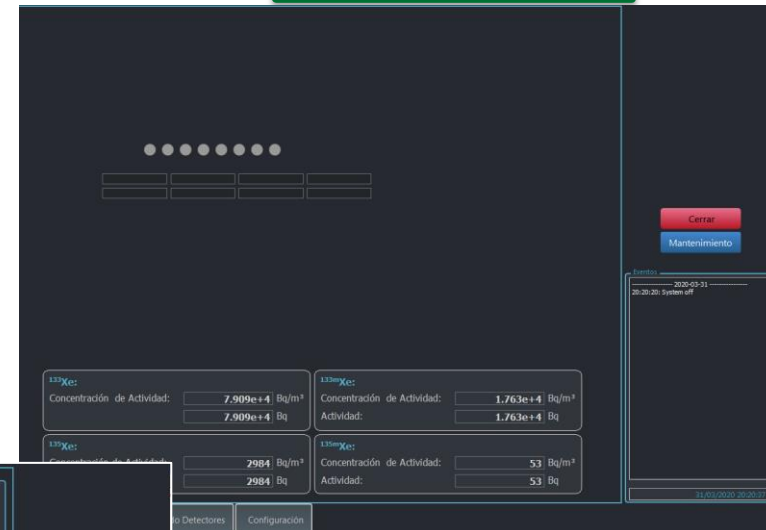 Cerrar
Mantenimiento
Eventos
--------------- 2020-03-31 ---------------
20:20:20: System off
¹³³Xe:
Concentración de Actividad: 7.909e+4 Bq/m³
7.909e+4 Bq
¹³³ᵐXe:
Concentración de Actividad: 1.763e+4 Bq/m³
Actividad: 1.763e+4 Bq
¹³⁵Xe:
2984 Bq/m³
2984 Bq
¹³⁵ᵐXe:
Concentración de Actividad: 53 Bq/m³
Actividad: 53 Bq
31/03/2020 20:20:37
Detectores
Configuración